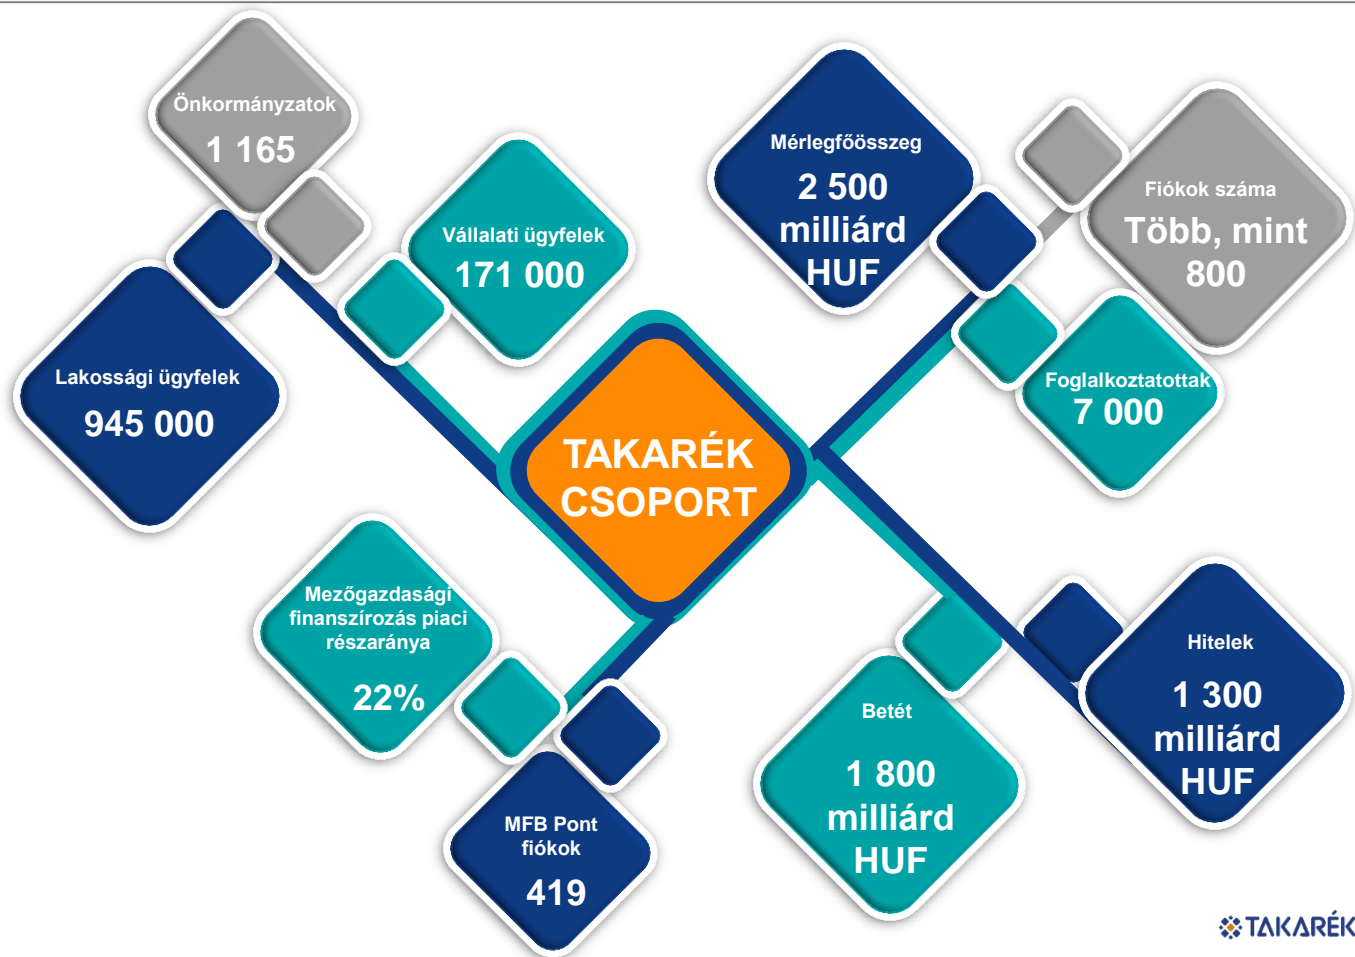 Önkormányzatok
1 165
Vállalati ügyfelek
171 000
Lakossági ügyfelek
945 000
Mérlegfőösszeg
2 500
milliárd
HUF
Fiókok száma
Több, mint
800
Foglalkoztatottak
7 000
TAKARÉK
CSOPORT
Mezőgazdasági
finanszírozás piaci
részaránya
22%
MFB Pont
fiókok
419
Betét
1 800
milliárd
HUF
Hitelek
1 300
milliárd
HUF
TAKARÉK